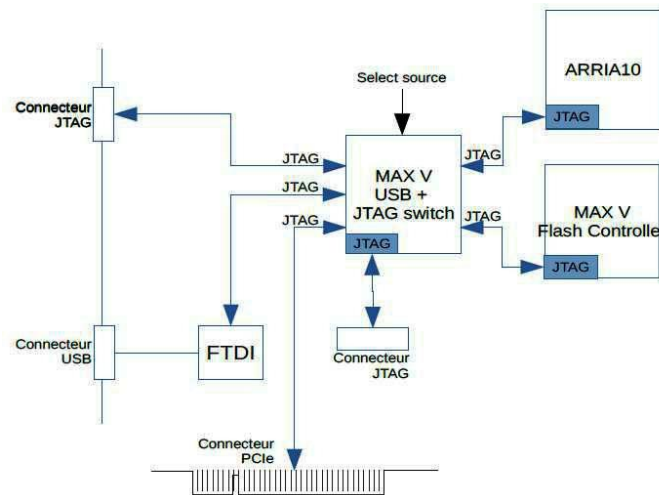 Select source
ARRIA10
JTAG
Connecteur
JTAG
JTAG
JTAG
JTAG
MAX V
USB +
JTAG switch
JTAG
JTAG
JTAG
MAX V
Flash Controlle
JTAG
Connecteur
USB
FTDI
Connecteur
JTAG
Connecteur
PCIe